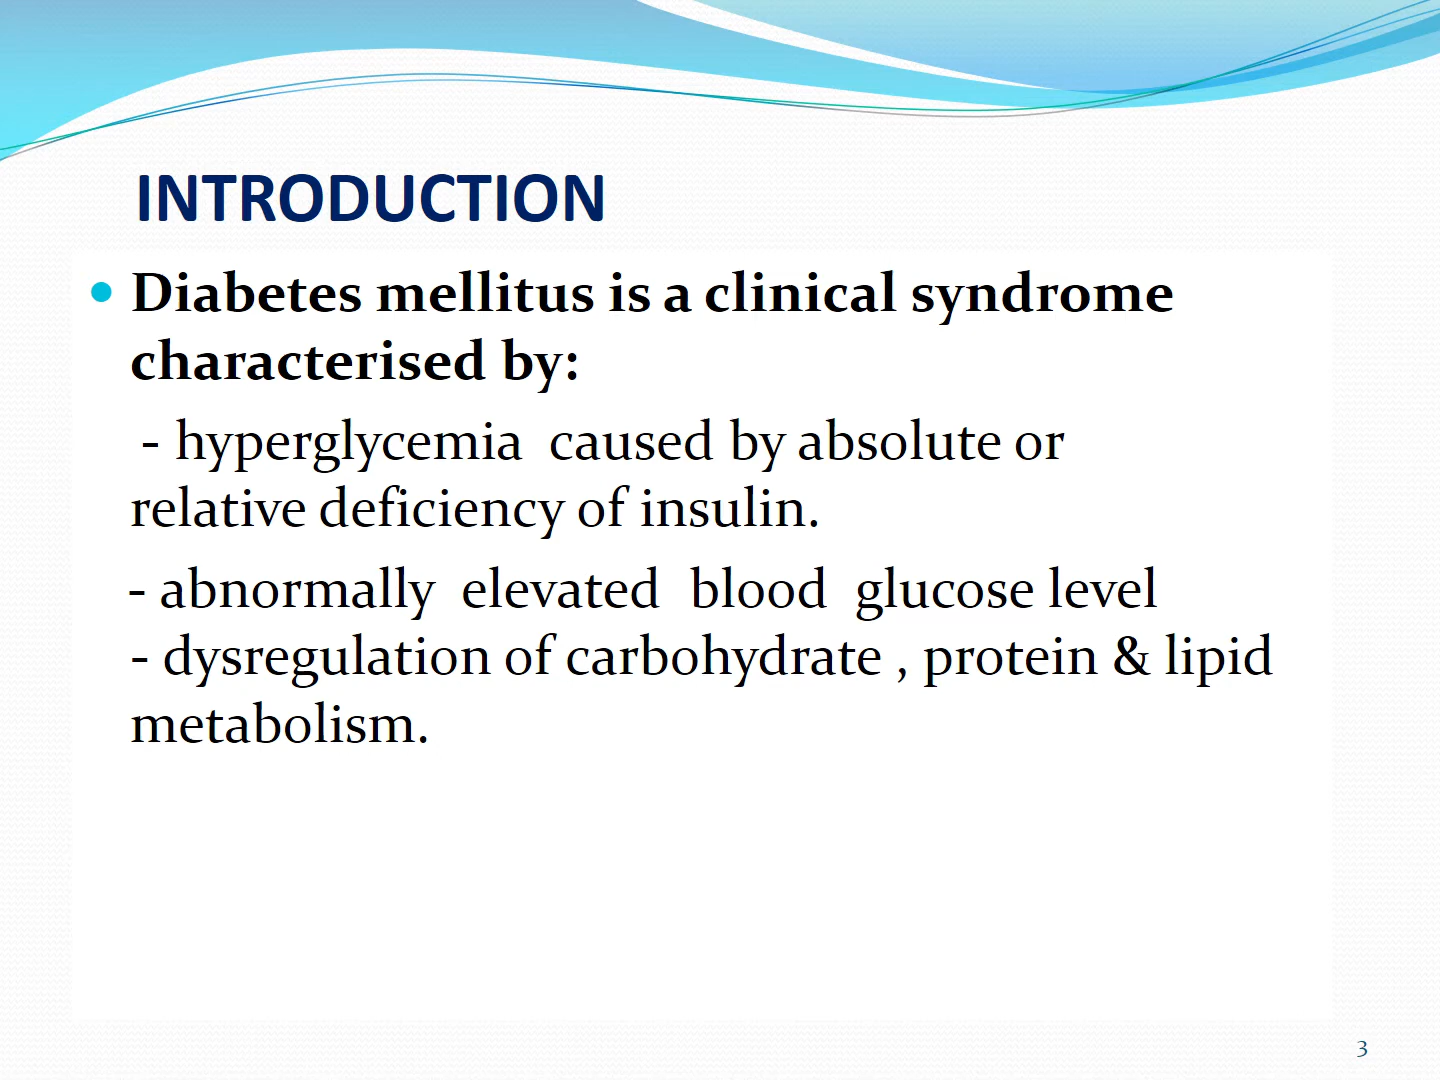 INTRODUCTION
• Diabetes mellitus is a clinical syndrome
characterised by:
- hyperglycemia caused by absolute or
relative deficiency of insulin.
- abnormally elevated blood glucose level
- dysregulation of carbohydrate , protein & lipid
metabolism.
3